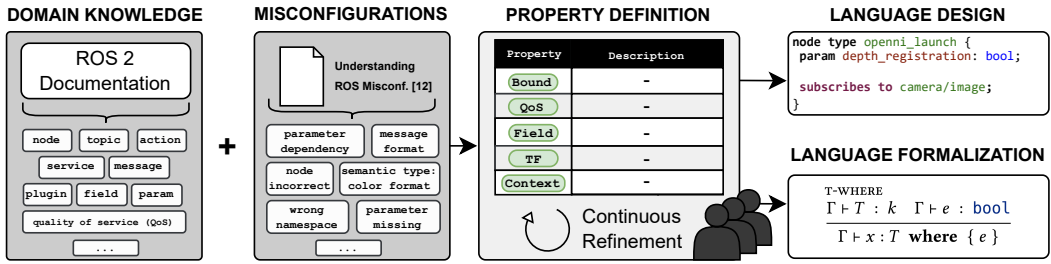 DOMAIN KNOWLEDGE
ROS 2
Documentation
node topic action
service message
plugin field param
quality of service (QoS)
...
+
MISCONFIGURATIONS
Understanding
ROS Misconf. [12]
parameter dependency
message format
node incorrect
semantic type: color format
wrong namespace
parameter missing
...
PROPERTY DEFINITION
Property Description
Bound -
QoS -
Field -
TF -
Context -
Continuous
Refinement
LANGUAGE DESIGN
node type openni_launch {
param depth_registration: bool;
subscribes to camera/image;
}
LANGUAGE FORMALIZATION
T-WHERE
Γ ⊢ T : k Γ ⊢ e : bool
Γ ⊢ x : T where { e }